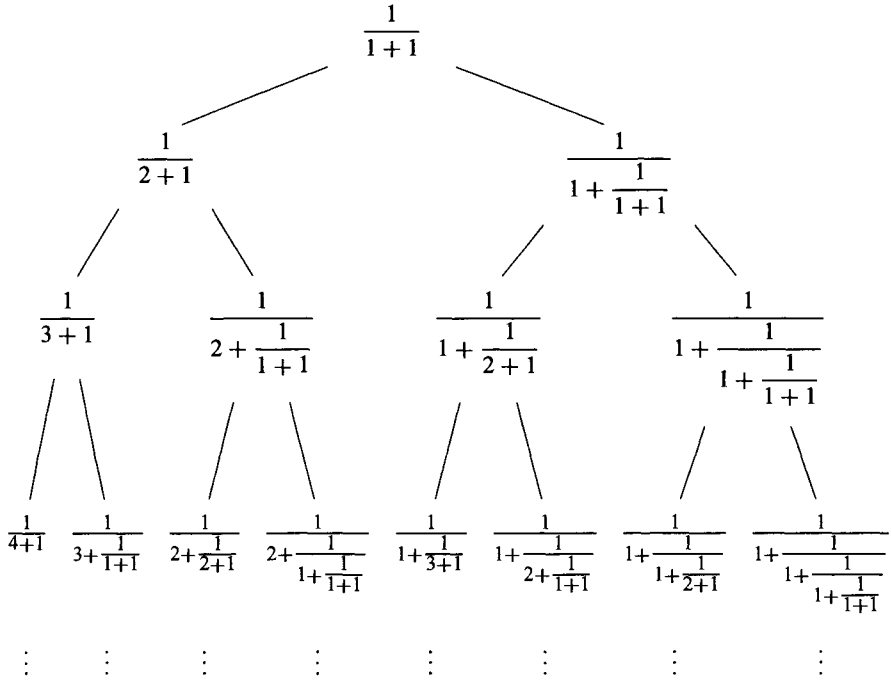 1/(1 + 1)
1/(2 + 1) 1/(1 + 1/(1 + 1))
1/(3 + 1) 1/(2 + 1/(1 + 1)) 1/(1 + 1/(2 + 1)) 1/(1 + 1/(1 + 1/(1 + 1)))
1/(4+1) 1/(3+1/(1+1)) 1/(2+1/(2+1)) 1/(2+1/(1+1/(1+1))) 1/(1+1/(3+1)) 1/(1+1/(2+1/(1+1))) 1/(1+1/(1+1/(2+1))) 1/(1+1/(1+1/(1+1/(1+1))))
⋮ ⋮ ⋮ ⋮ ⋮ ⋮ ⋮ ⋮